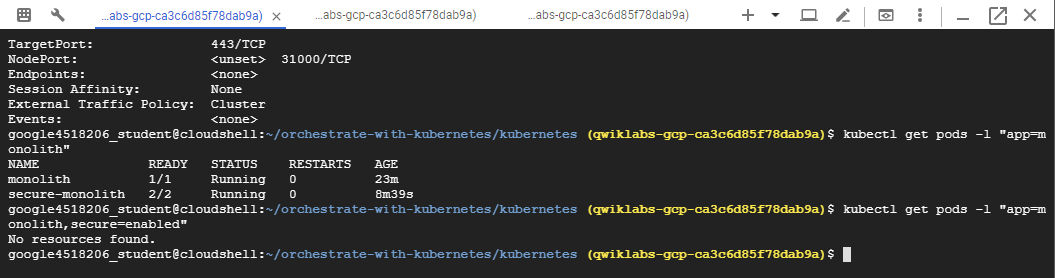 abs-gcp-ca3c6d85f78dab9a) × ...abs-gcp-ca3c6d85f78dab9a) ...abs-gcp-ca3c6d85f78dab9a)
TargetPort: 443/TCP
NodePort: <unset> 31000/TCP
Endpoints: <none>
Session Affinity: None
External Traffic Policy: Cluster
Events: <none>
google4518206_student@cloudshell:~/orchestrate-with-kubernetes/kubernetes (qwiklabs-gcp-ca3c6d85f78dab9a)$ kubectl get pods -l "app=m
onolith"
NAME READY STATUS RESTARTS AGE
monolith 1/1 Running 0 23m
secure-monolith 2/2 Running 0 8m39s
google4518206_student@cloudshell:~/orchestrate-with-kubernetes/kubernetes (qwiklabs-gcp-ca3c6d85f78dab9a)$ kubectl get pods -l "app=m
onolith,secure=enabled"
No resources found.
google4518206_student@cloudshell:~/orchestrate-with-kubernetes/kubernetes (qwiklabs-gcp-ca3c6d85f78dab9a)$